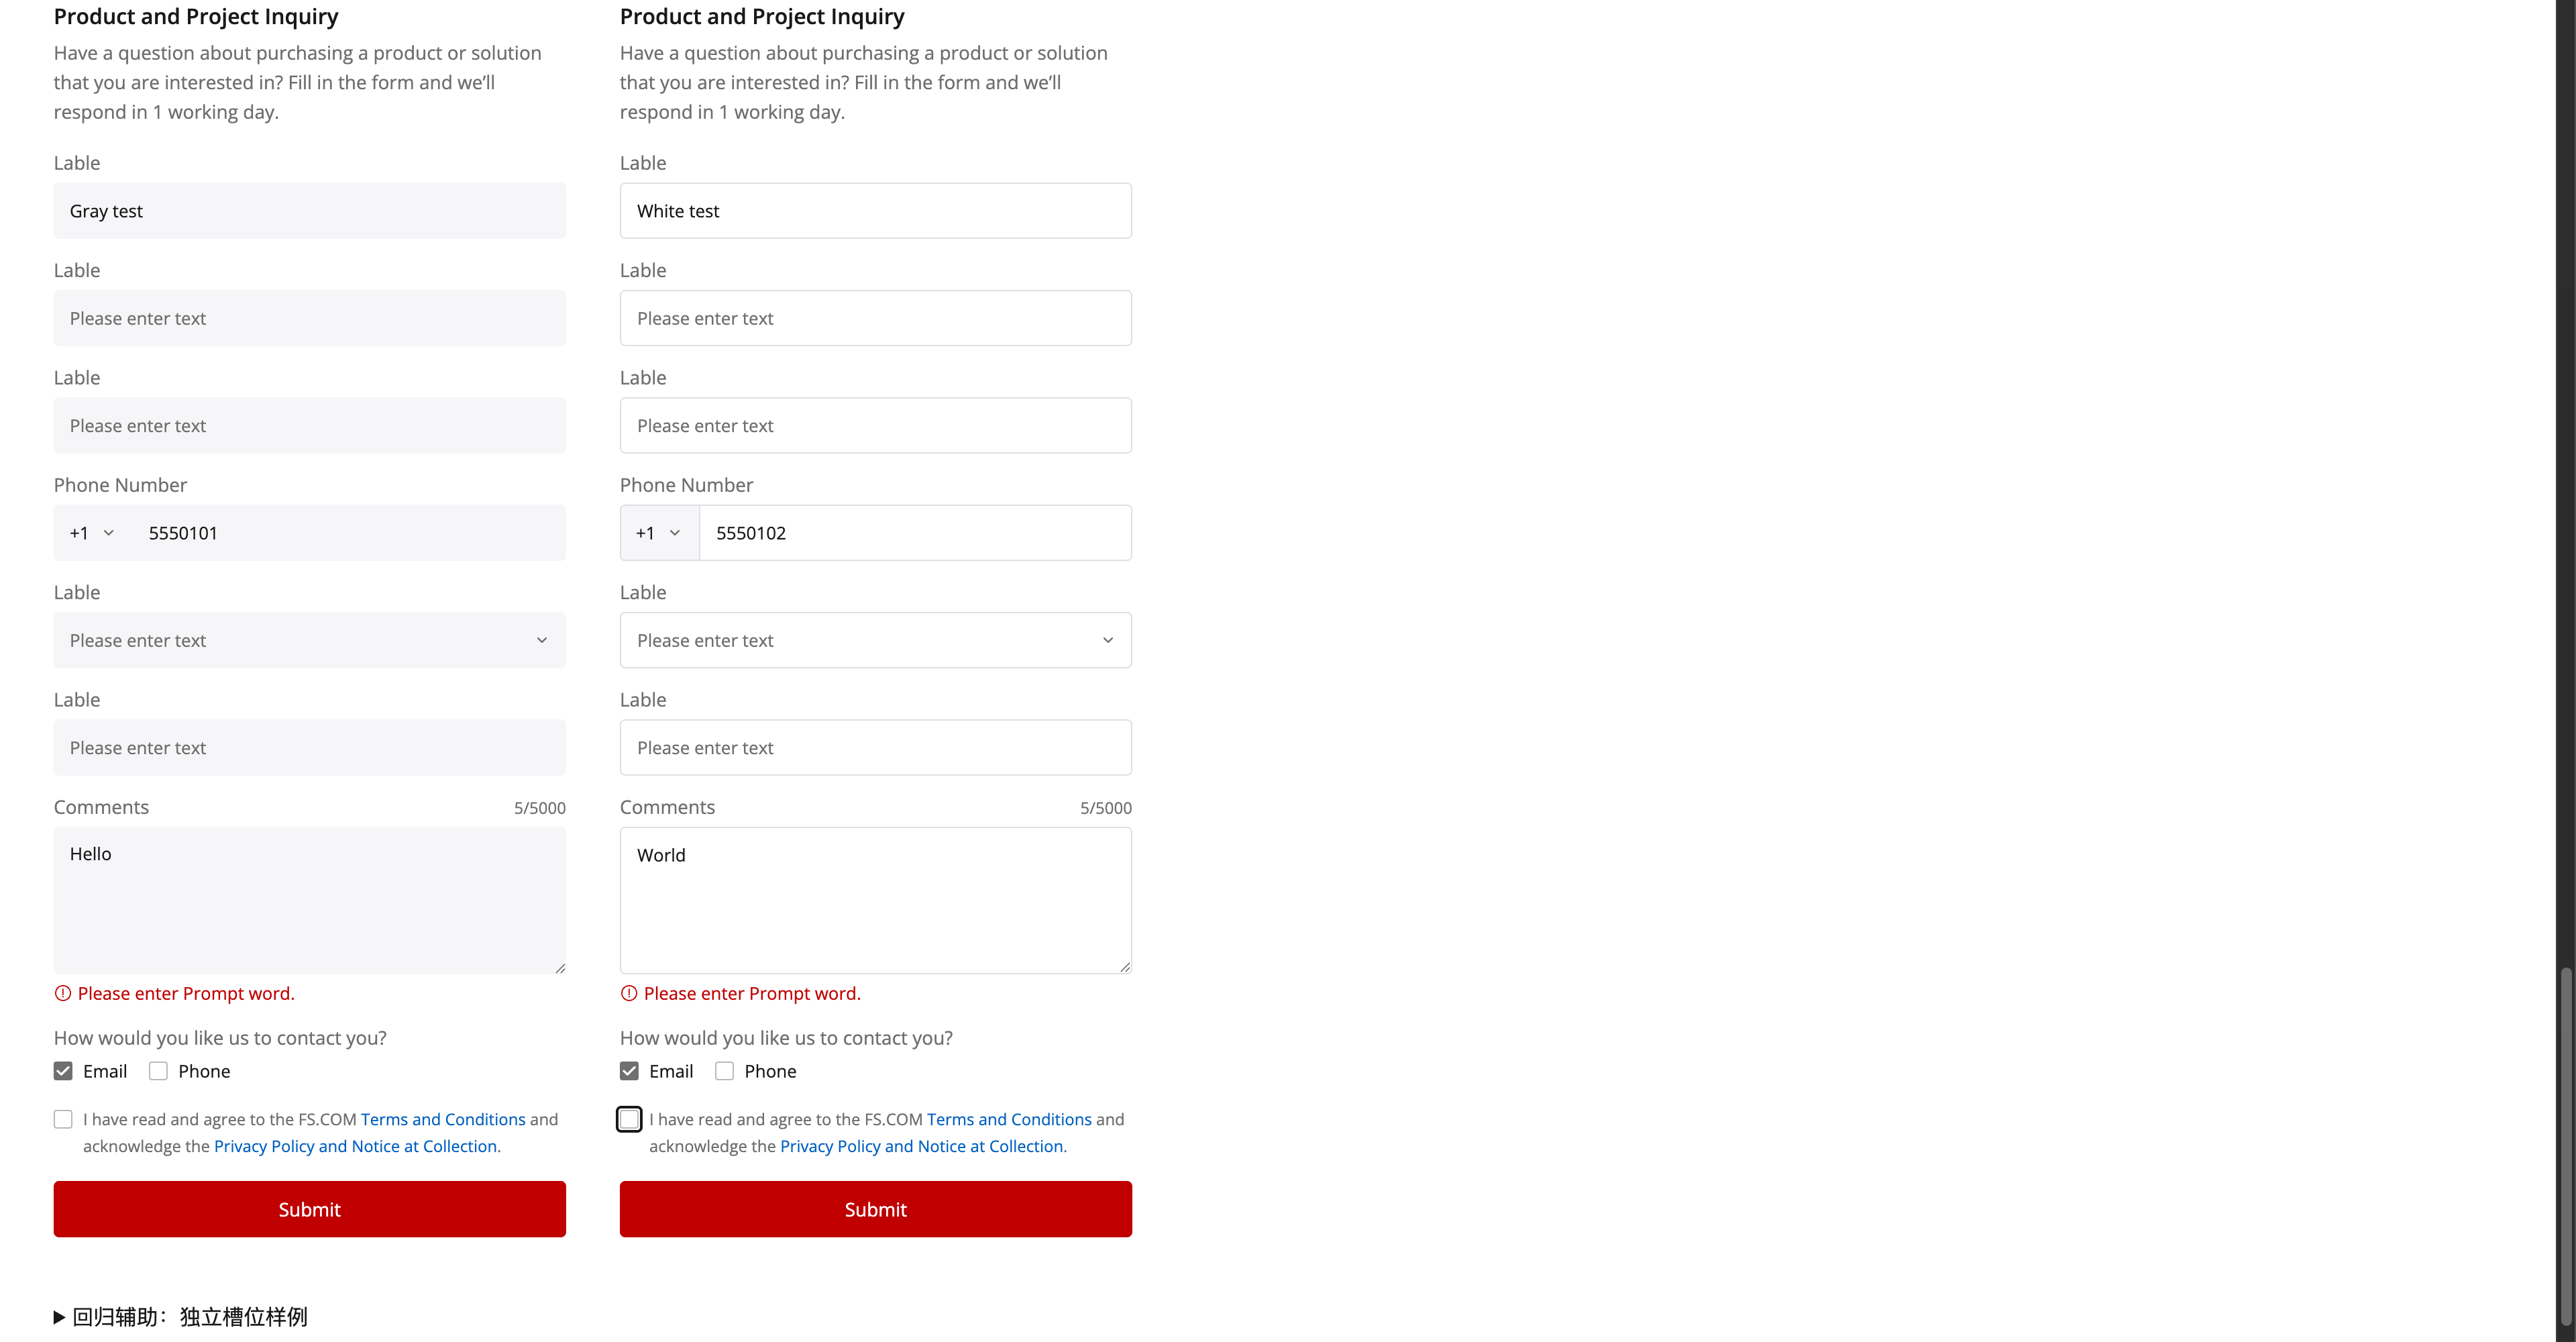 Product and Project Inquiry
Have a question about purchasing a product or solution
that you are interested in? Fill in the form and we’ll
respond in 1 working day.
Lable
Gray test
Lable
Please enter text
Lable
Please enter text
Phone Number
+1 5550101
Lable
Please enter text
Lable
Please enter text
Comments 5/5000
Hello
Please enter Prompt word.
How would you like us to contact you?
Email Phone
I have read and agree to the FS.COM Terms and Conditions and
acknowledge the Privacy Policy and Notice at Collection.
Submit
Product and Project Inquiry
Have a question about purchasing a product or solution
that you are interested in? Fill in the form and we’ll
respond in 1 working day.
Lable
White test
Lable
Please enter text
Lable
Please enter text
Phone Number
+1 5550102
Lable
Please enter text
Lable
Please enter text
Comments 5/5000
World
Please enter Prompt word.
How would you like us to contact you?
Email Phone
I have read and agree to the FS.COM Terms and Conditions and
acknowledge the Privacy Policy and Notice at Collection.
Submit
回归辅助：独立槽位样例